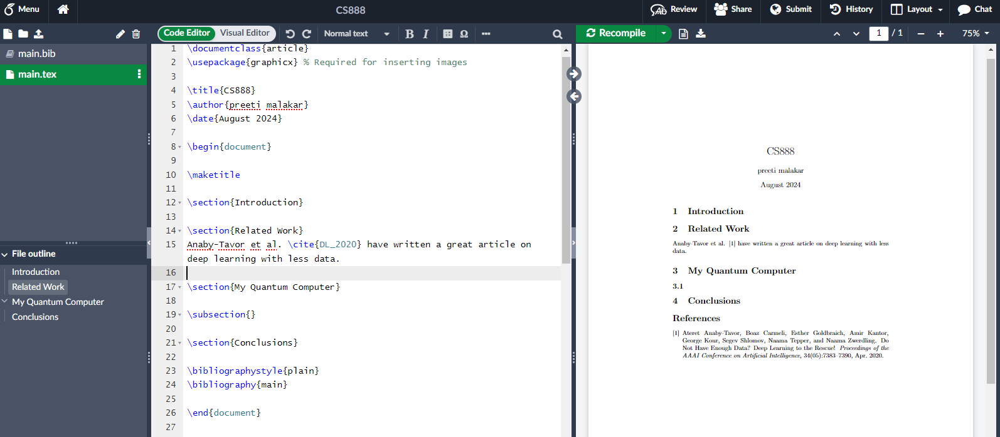 Menu
CS888
Review
Share
Submit
History
Layout
Chat
Code Editor
Visual Editor
Normal text
B
I
Ω
Recompile
1 / 1
75%
main.bib
main.tex
File outline
Introduction
Related Work
My Quantum Computer
Conclusions
1 \documentclass{article}
2 \usepackage{graphicx} % Required for inserting images
3
4 \title{CS888}
5 \author{preeti malakar}
6 \date{August 2024}
7
8 \begin{document}
9
10 \maketitle
11
12 \section{Introduction}
13
14 \section{Related Work}
15 Anaby-Tavor et al. \cite{DL_2020} have written a great article on
deep learning with less data.
16
17 \section{My Quantum Computer}
18
19 \subsection{}
20
21 \section{Conclusions}
22
23 \bibliographystyle{plain}
24 \bibliography{main}
25
26 \end{document}
27
CS888
preeti malakar
August 2024
1 Introduction
2 Related Work
Anaby-Tavor et al. [1] have written a great article on deep learning with less
data.
3 My Quantum Computer
3.1
4 Conclusions
References
[1] Ateret Anaby-Tavor, Boaz Carmeli, Esther Goldbraich, Amir Kantor,
George Kour, Segev Shlomov, Naama Tepper, and Naama Zwerdling. Do
Not Have Enough Data? Deep Learning to the Rescue! Proceedings of the
AAAI Conference on Artificial Intelligence, 34(05):7383–7390, Apr. 2020.